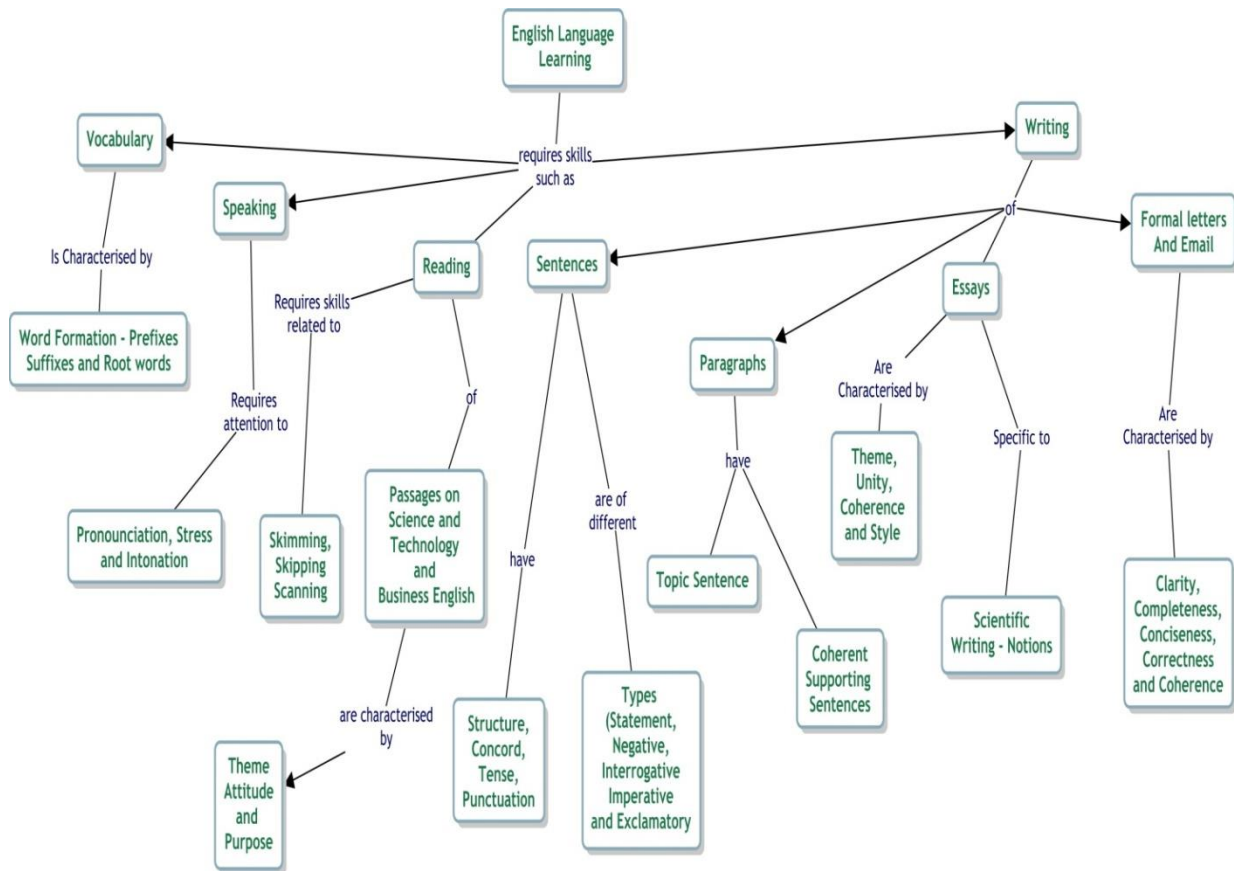 English Language
Learning
Vocabulary
Writing
requires skills
such as
Speaking
of
Formal letters
And Email
Is Characterised by
Reading
Sentences
Essays
Requires skills
related to
Word Formation - Prefixes
Suffixes and Root words
Paragraphs
Are
Characterised by
Requires
attention to
of
Are
Characterised by
Specific to
have
Theme,
Unity,
Coherence
and Style
Passages on
Science and
Technology
and
Business English
are of
different
Pronounciation, Stress
and Intonation
Skimming,
Skipping
Scanning
have
Topic Sentence
Clarity,
Completeness,
Conciseness,
Correctness
and Coherence
Scientific
Writing - Notions
Coherent
Supporting
Sentences
are characterised
by
Structure,
Concord,
Tense,
Punctuation
Types
(Statement,
Negative,
Interrogative
Imperative
and Exclamatory
Theme
Attitude
and
Purpose